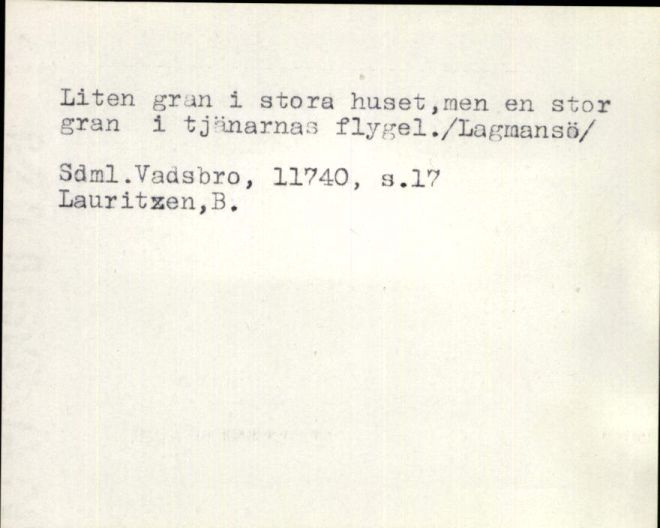 Liten gran i stora huset,men en stor
gran i tjänarnas flygel./Lagmansö/
Sdml.Vadsbro, 11740, s.17
Lauritzen,B.